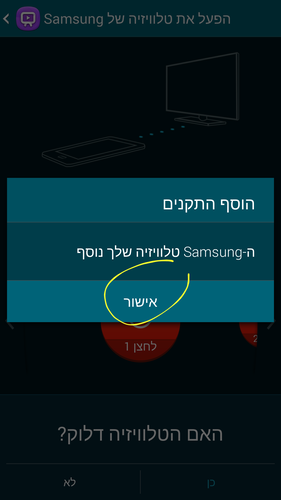 הפעל את טלוויזיה של Samsung
הוסף התקנים
ה-Samsung טלוויזיה שלך נוסף
אישור
לחצן 1
2
האם הטלוויזיה דלוק?
לא
כן